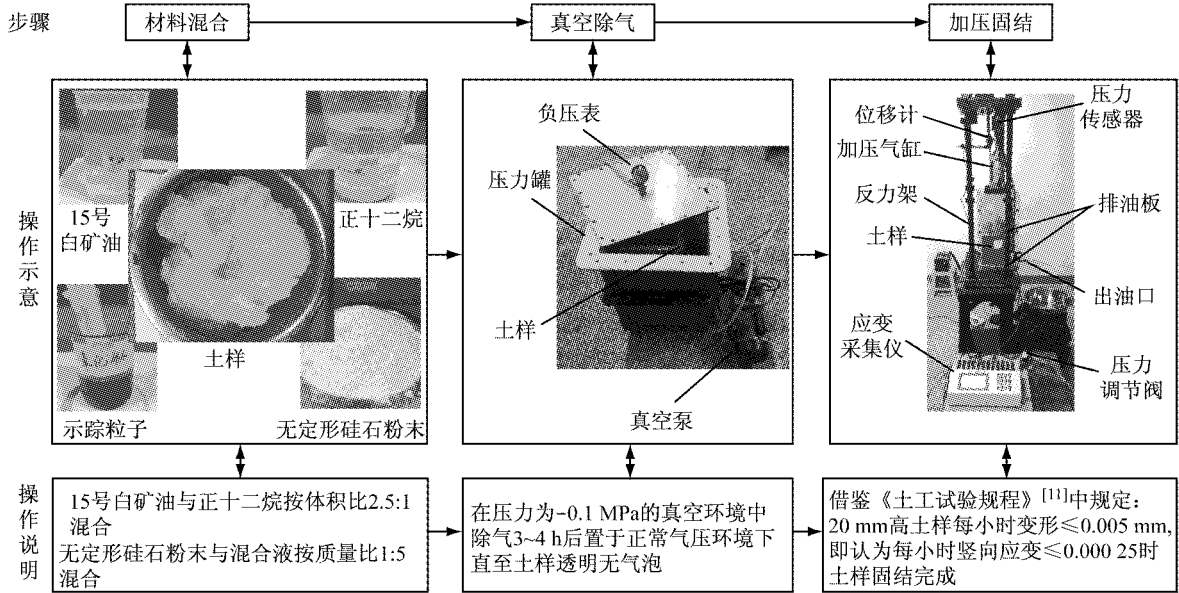 步骤
材料混合
真空除气
加压固结
操作示意
15号
白矿油
正十二烷
土样
示踪粒子
无定形硅石粉末
负压表
压力罐
土样
真空泵
压力
传感器
位移计
加压气缸
反力架
排油板
土样
出油口
应变
采集仪
压力
调节阀
操作说明
15号白矿油与正十二烷按体积比2.5:1
混合
无定形硅石粉末与混合液按质量比1:5
混合
在压力为-0.1 MPa的真空环境中
除气3~4 h后置于正常气压环境下
直至土样透明无气泡
借鉴《土工试验规程》[11]中规定：
20 mm高土样每小时变形≤0.005 mm,
即认为每小时竖向应变≤0.000 25时
土样固结完成